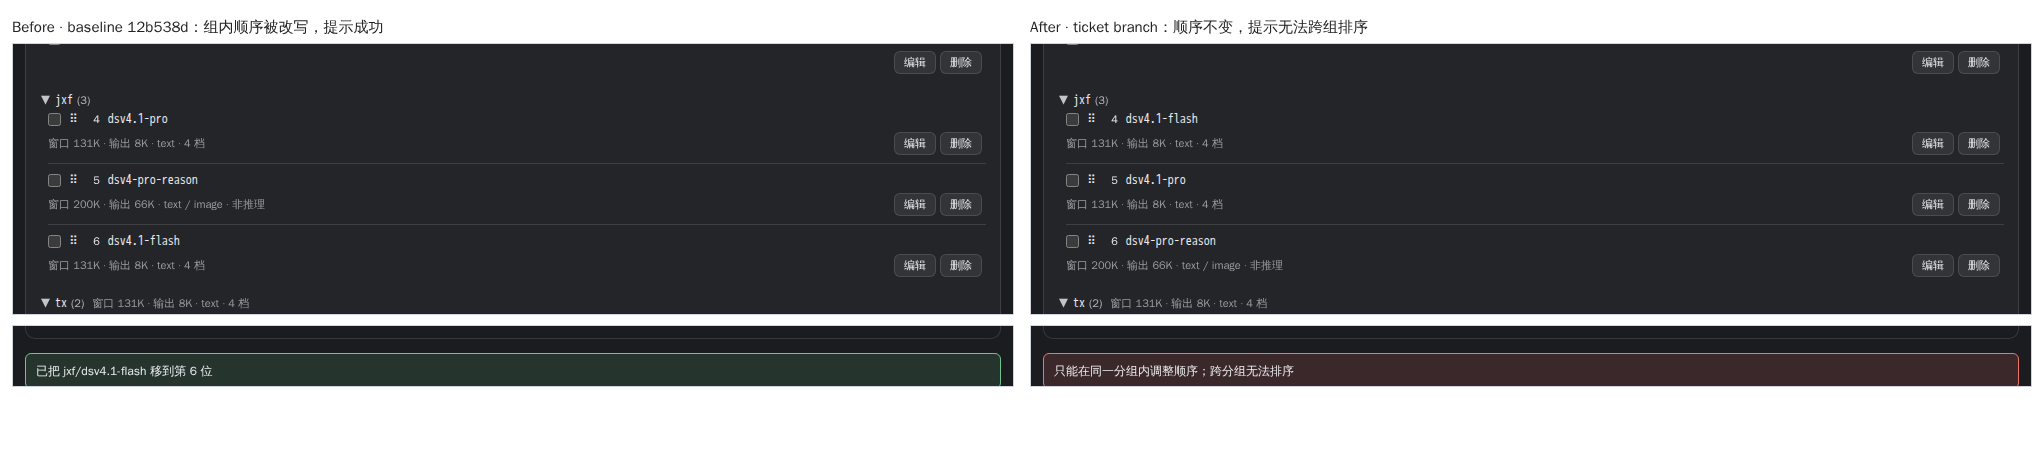 Before · baseline 12b538d：组内顺序被改写，提示成功
编辑 删除
▼ jxf (3)
4 dsv4.1-pro
窗口 131K · 输出 8K · text · 4 档
编辑 删除
5 dsv4-pro-reason
窗口 200K · 输出 66K · text / image · 非推理
编辑 删除
6 dsv4.1-flash
窗口 131K · 输出 8K · text · 4 档
编辑 删除
▼ tx (2) 窗口 131K · 输出 8K · text · 4 档
已把 jxf/dsv4.1-flash 移到第 6 位
After · ticket branch：顺序不变，提示无法跨组排序
编辑 删除
▼ jxf (3)
4 dsv4.1-flash
窗口 131K · 输出 8K · text · 4 档
编辑 删除
5 dsv4.1-pro
窗口 131K · 输出 8K · text · 4 档
编辑 删除
6 dsv4-pro-reason
窗口 200K · 输出 66K · text / image · 非推理
编辑 删除
▼ tx (2) 窗口 131K · 输出 8K · text · 4 档
只能在同一分组内调整顺序；跨分组无法排序